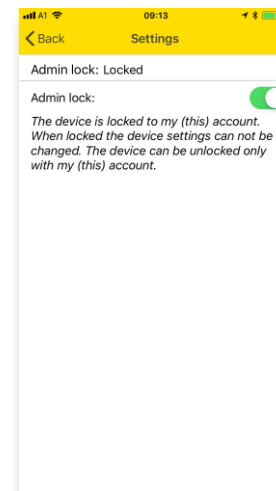 A1 09:13
Back Settings
Admin lock: Locked
Admin lock:
The device is locked to my (this) account.
When locked the device settings can not be
changed. The device can be unlocked only
with my (this) account.